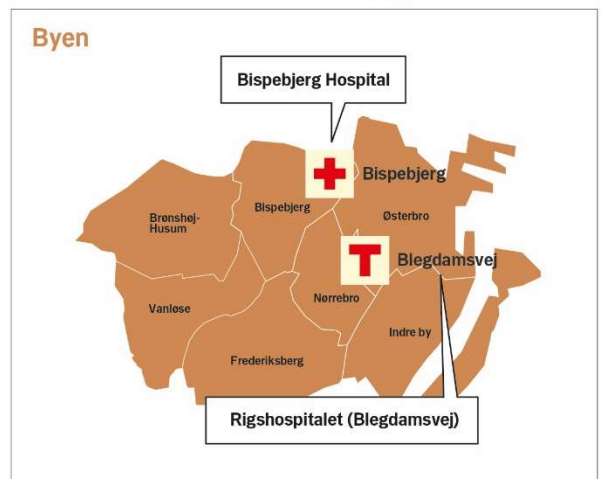 Byen
Bispebjerg Hospital
Bispebjerg
Bispebjerg
Østerbro
Brønshøj-
Husum
T
Blegdamsvej
Vanløse
Nørrebro
Indre by
Frederiksberg
Rigshospitalet (Blegdamsvej)